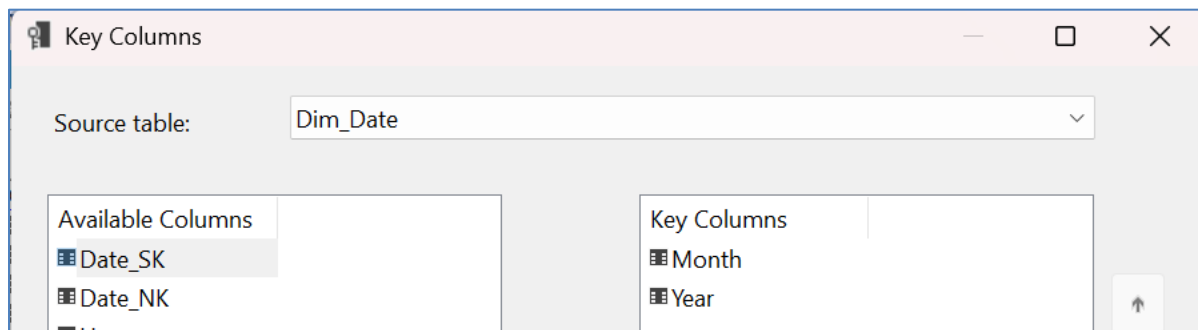 Key Columns
Source table:
Dim_Date
Available Columns
Date_SK
Date_NK
Key Columns
Month
Year